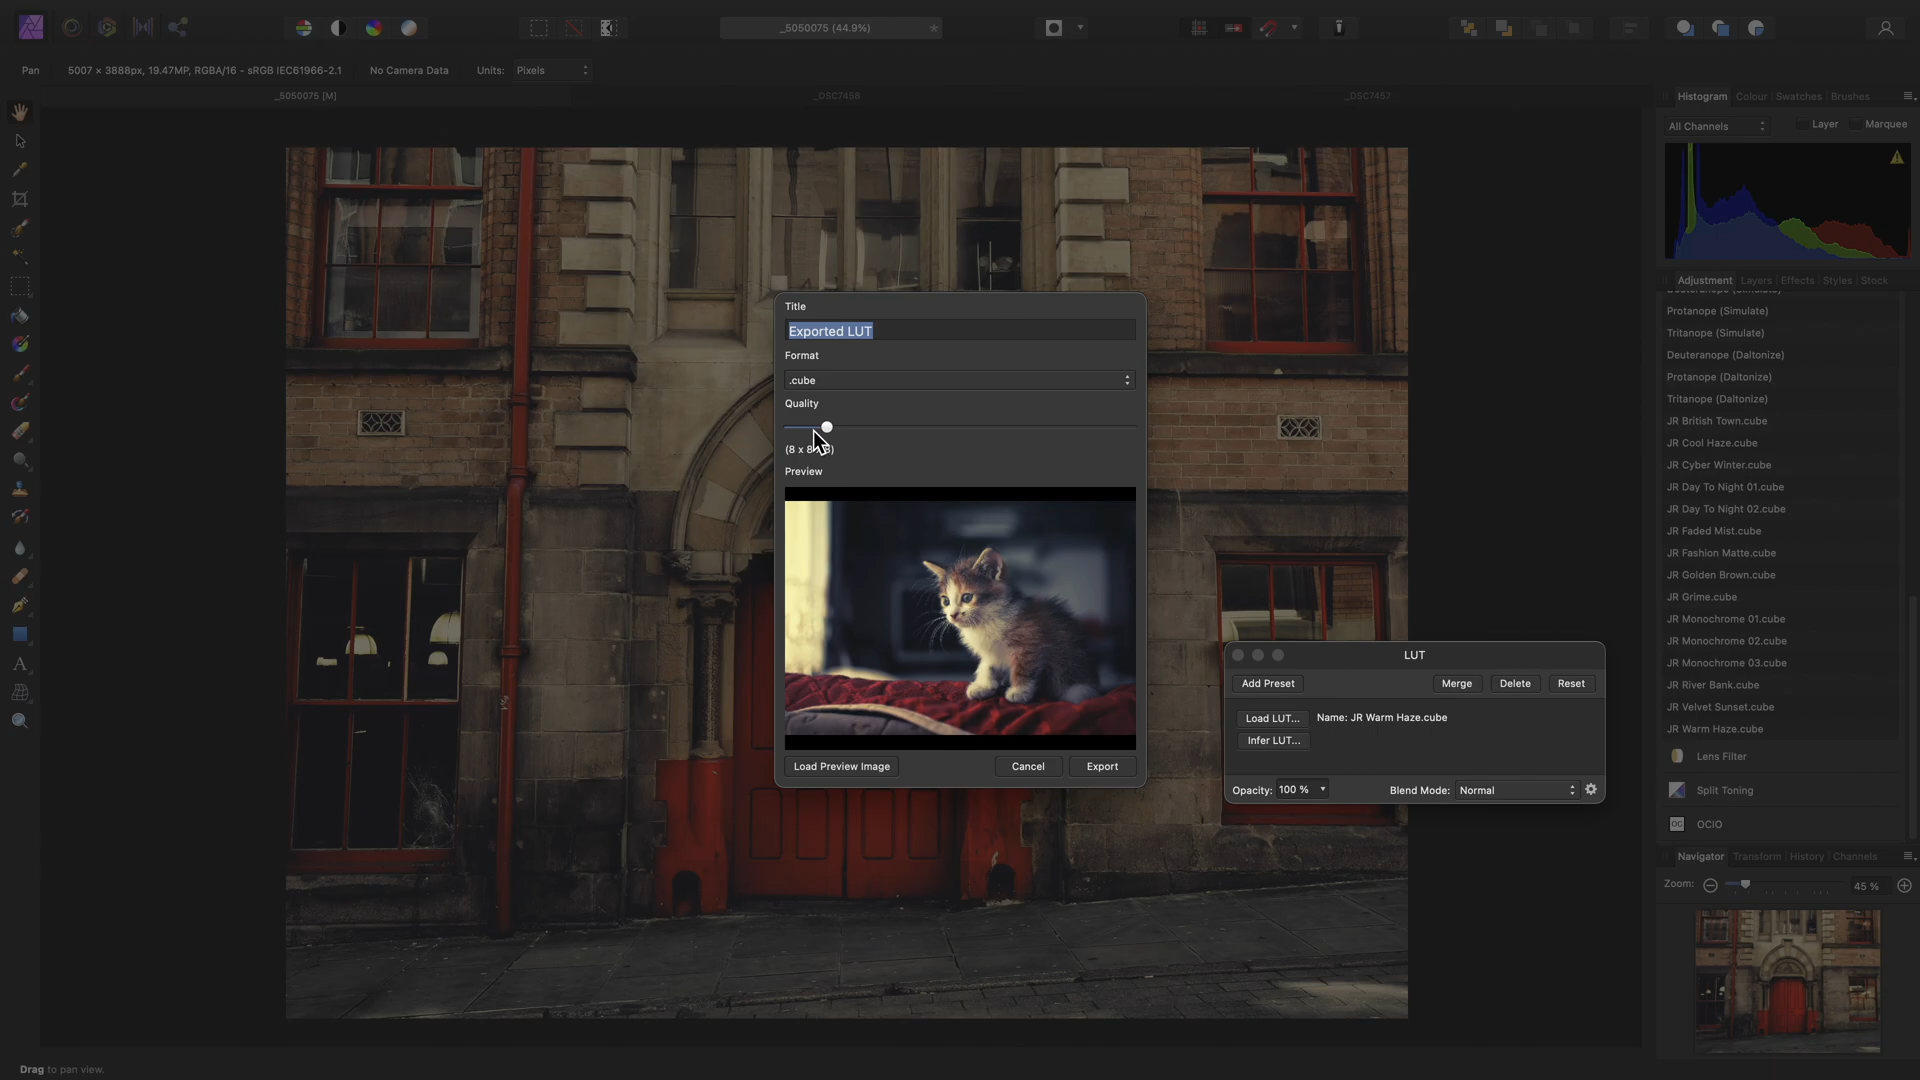 _5050075 (44.9%)
Pan
5007 × 3888px, 19.47MP, RGBA/16 - sRGB IEC61966-2.1
No Camera Data
Units:
Pixels
_5050075 [M]
_DSC7458
_DSC7457
Histogram
Colour
Swatches
Brushes
All Channels
Layer
Marquee
Title
Exported LUT
Format
.cube
Quality
Preview
Load Preview Image
Cancel
Export
LUT
Add Preset
Merge
Delete
Reset
Load LUT...
Name: JR Warm Haze.cube
Infer LUT...
Opacity:
100 %
Blend Mode:
Normal
Adjustment
Layers
Effects
Styles
Stock
Protanope (Simulate)
Tritanope (Simulate)
Deuteranope (Daltonize)
Protanope (Daltonize)
Tritanope (Daltonize)
JR British Town.cube
JR Cool Haze.cube
JR Cyber Winter.cube
JR Day To Night 01.cube
JR Day To Night 02.cube
JR Faded Mist.cube
JR Fashion Matte.cube
JR Golden Brown.cube
JR Grime.cube
JR Monochrome 01.cube
JR Monochrome 02.cube
JR Monochrome 03.cube
JR River Bank.cube
JR Velvet Sunset.cube
JR Warm Haze.cube
Lens Filter
Split Toning
OC OCIO
Navigator
Transform
History
Channels
Zoom:
45 %
Drag to pan view.